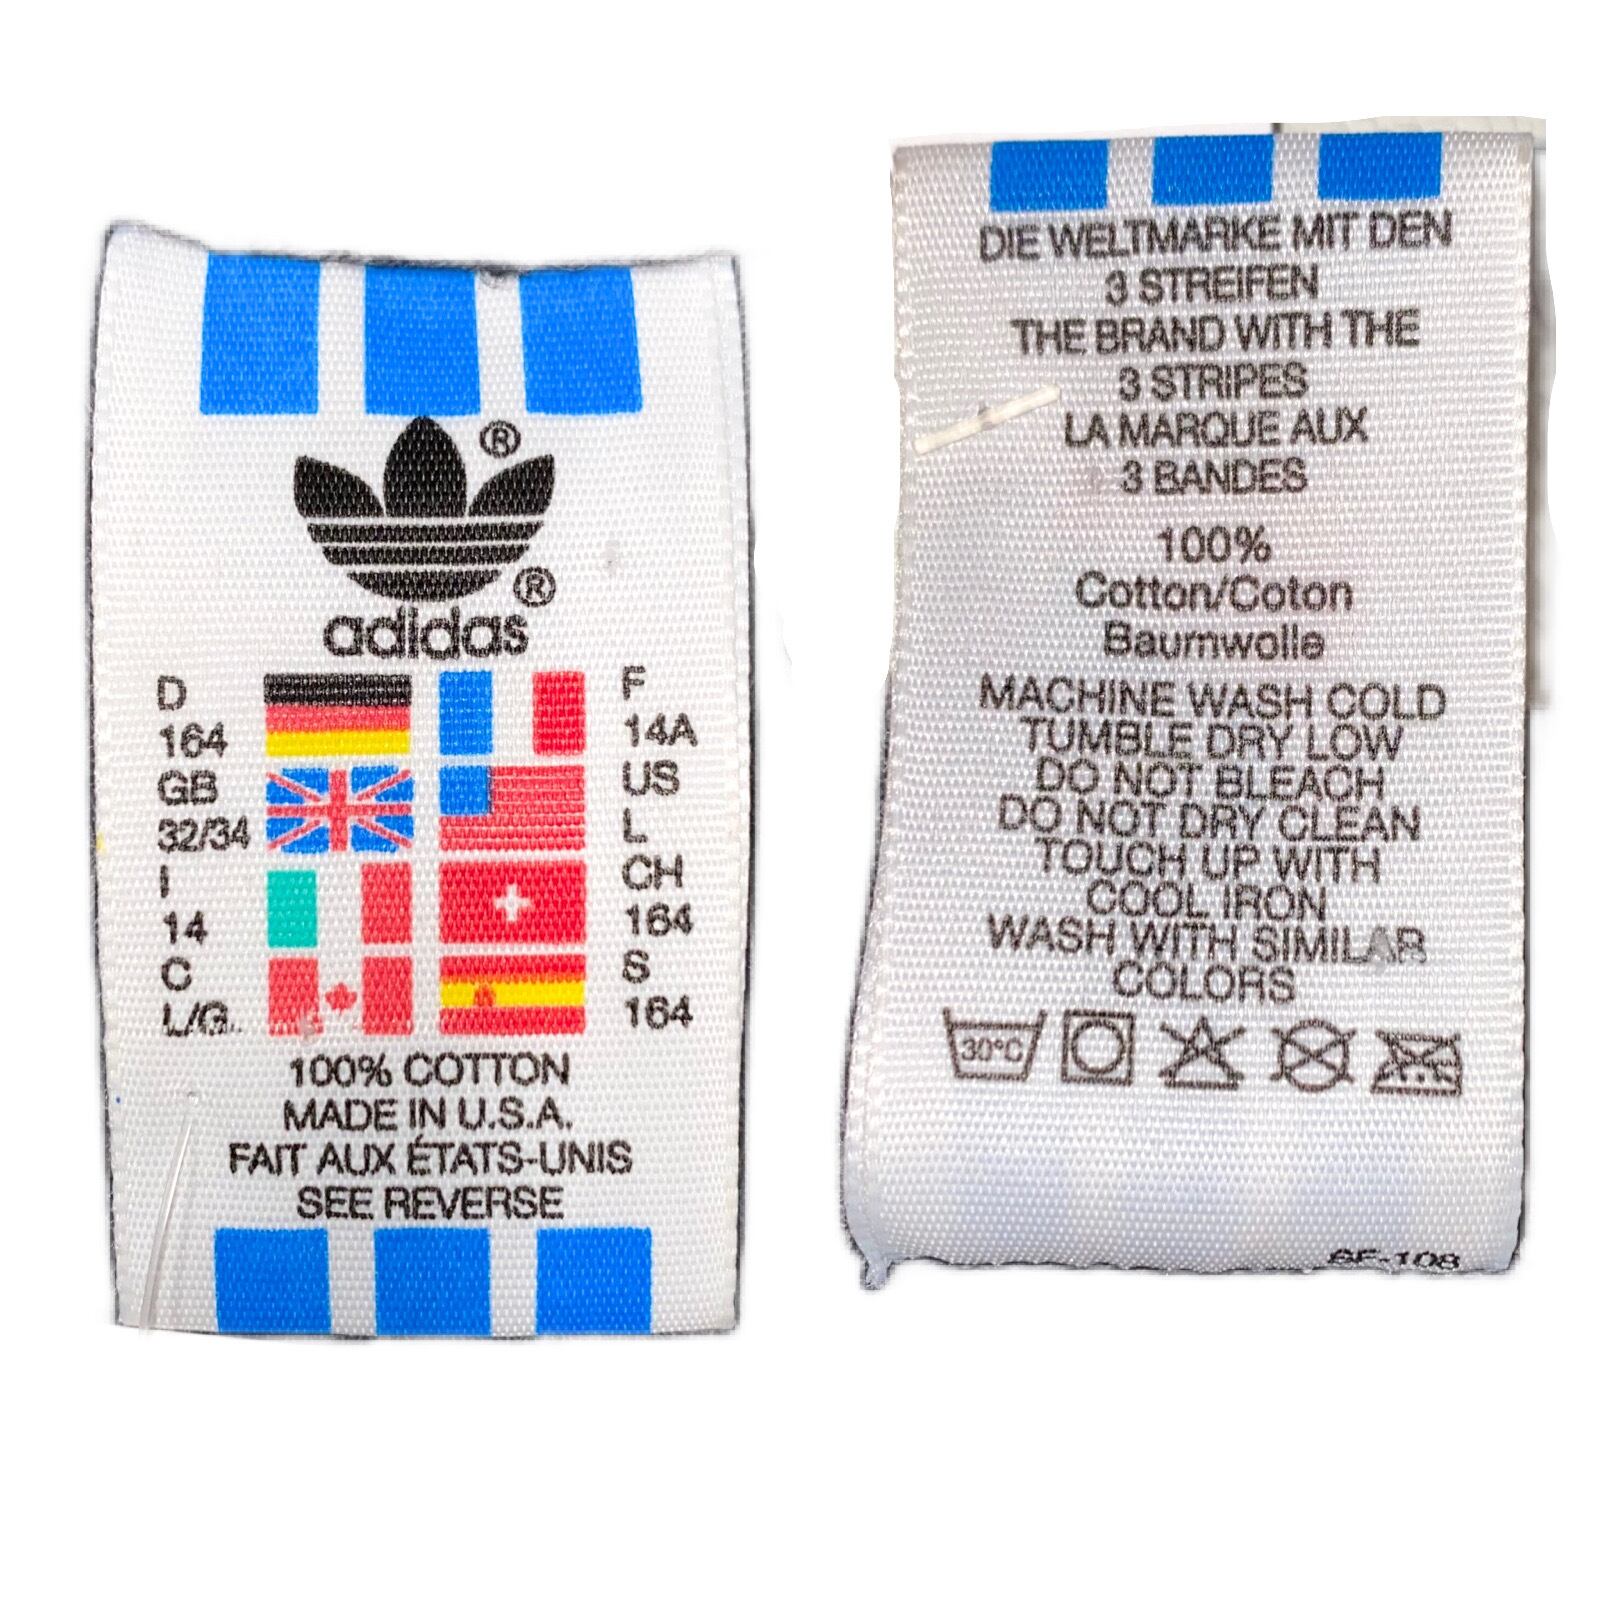 ®
®
adidas
D
164
GB
32/34
I
14
C
L/G
F
14A
US
L
CH
164
S
164
100% COTTON
MADE IN U.S.A.
FAIT AUX ÉTATS-UNIS
SEE REVERSE
DIE WELTMARKE MIT DEN
3 STREIFEN
THE BRAND WITH THE
3 STRIPES
LA MARQUE AUX
3 BANDES
100%
Cotton/Coton
Baumwolle
MACHINE WASH COLD
TUMBLE DRY LOW
DO NOT BLEACH
DO NOT DRY CLEAN
TOUCH UP WITH
COOL IRON
WASH WITH SIMILAR
COLORS
30°C